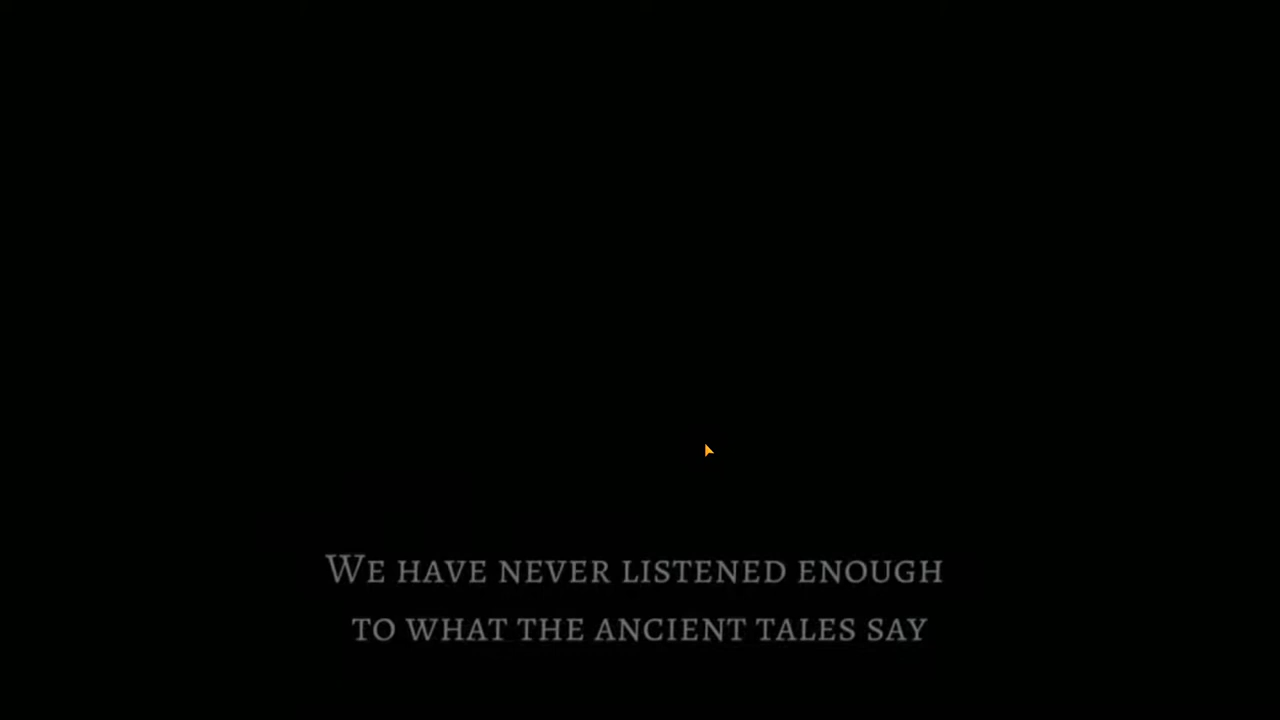 We have never listened enough
to what the ancient tales say